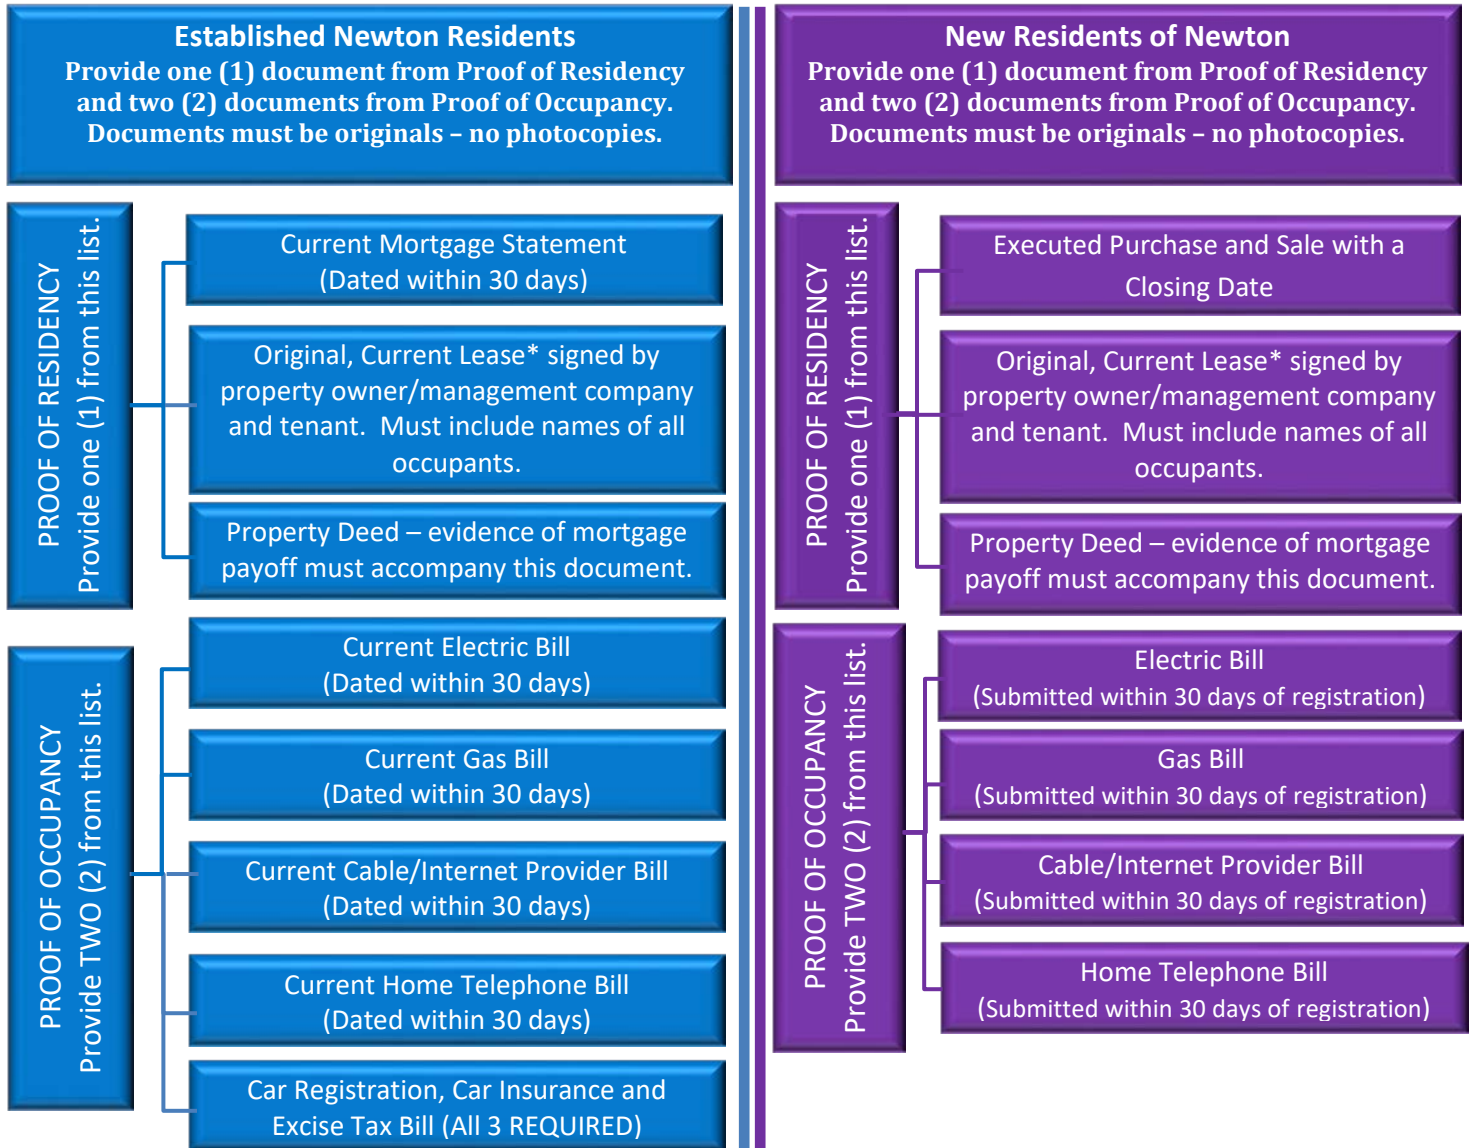 Established Newton Residents
Provide one (1) document from Proof of Residency
and two (2) documents from Proof of Occupancy.
Documents must be originals – no photocopies.
PROOF OF RESIDENCY
Provide one (1) from this list.
Current Mortgage Statement
(Dated within 30 days)
Original, Current Lease* signed by
property owner/management company
and tenant.  Must include names of all
occupants.
Property Deed – evidence of mortgage
payoff must accompany this document.
PROOF OF OCCUPANCY
Provide TWO (2) from this list.
Current Electric Bill
(Dated within 30 days)
Current Gas Bill
(Dated within 30 days)
Current Cable/Internet Provider Bill
(Dated within 30 days)
Current Home Telephone Bill
(Dated within 30 days)
Car Registration, Car Insurance and
Excise Tax Bill (All 3 REQUIRED)
New Residents of Newton
Provide one (1) document from Proof of Residency
and two (2) documents from Proof of Occupancy.
Documents must be originals – no photocopies.
PROOF OF RESIDENCY
Provide one (1) from this list.
Executed Purchase and Sale with a
Closing Date
Original, Current Lease* signed by
property owner/management company
and tenant.  Must include names of all
occupants.
Property Deed – evidence of mortgage
payoff must accompany this document.
PROOF OF OCCUPANCY
Provide TWO (2) from this list.
Electric Bill
(Submitted within 30 days of registration)
Gas Bill
(Submitted within 30 days of registration)
Cable/Internet Provider Bill
(Submitted within 30 days of registration)
Home Telephone Bill
(Submitted within 30 days of registration)